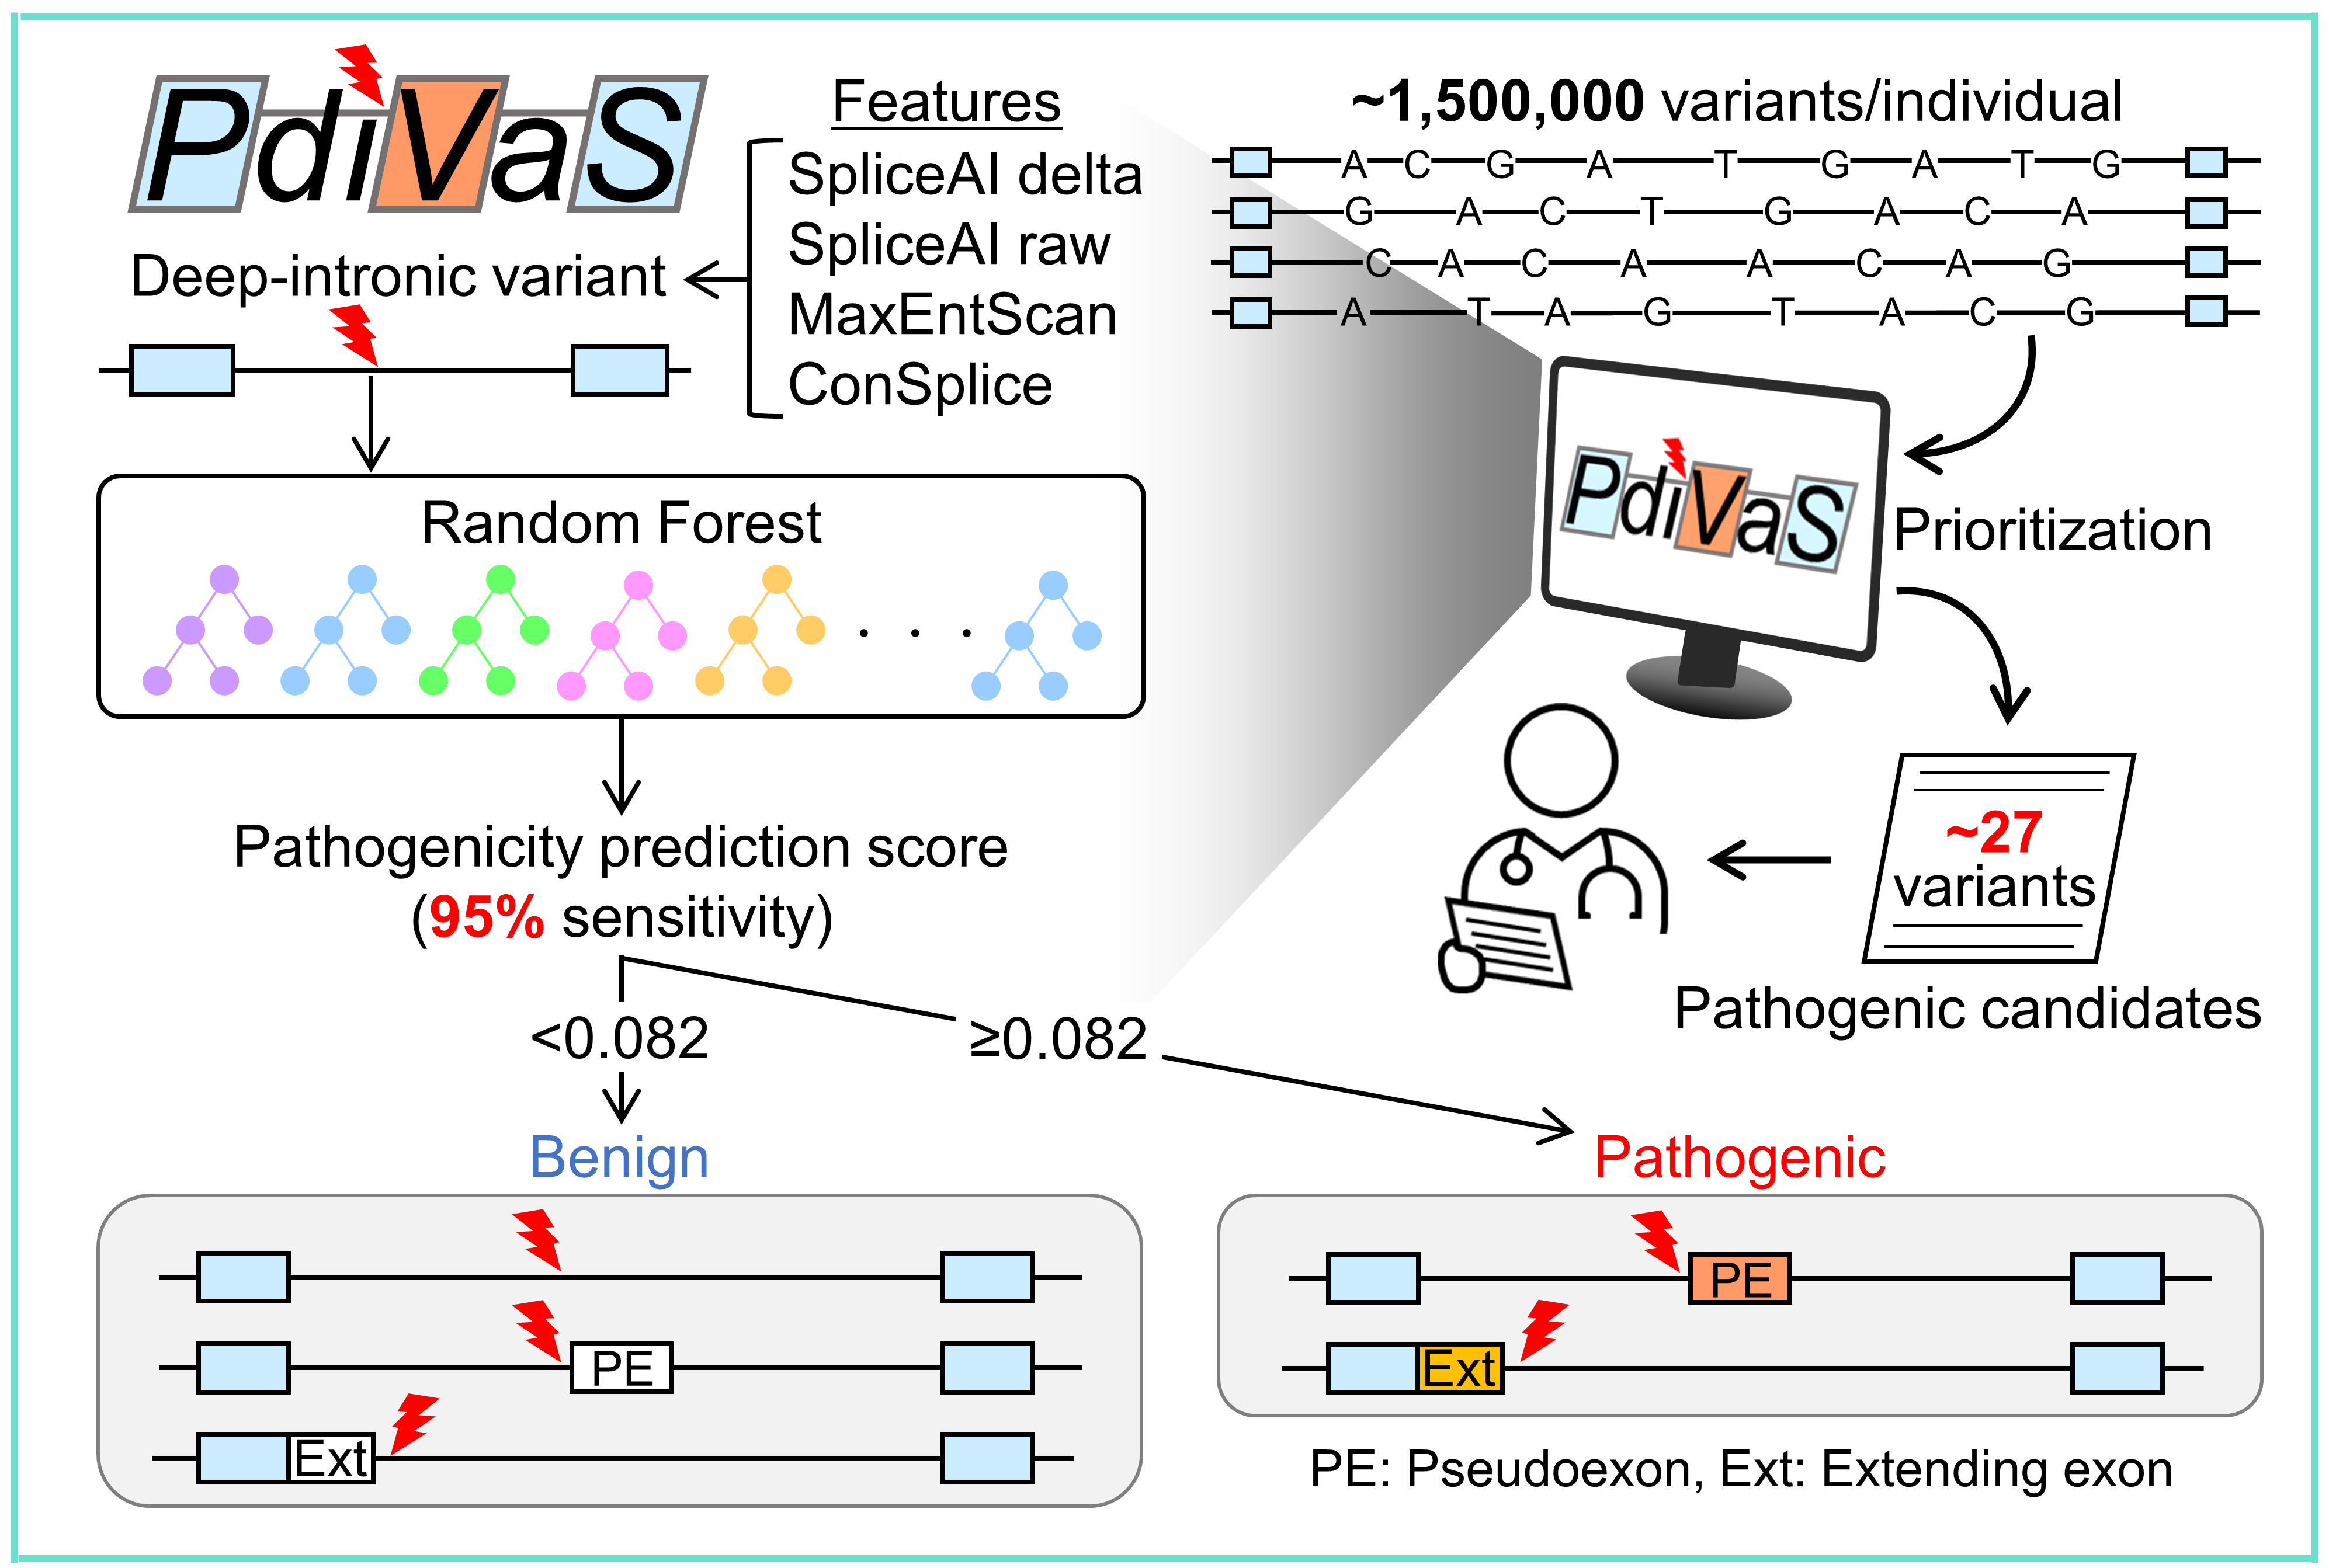 PdiVaS
Features
SpliceAI delta
SpliceAI raw
MaxEntScan
ConSplice
Deep-intronic variant
Random Forest
. . .
Pathogenicity prediction score
(95% sensitivity)
<0.082
≥0.082
~1,500,000 variants/individual
A C G A T G A T G
G A C T G A C A
C A C A A C A G
A T A G T A C G
PdiVaS
Prioritization
~27
variants
Pathogenic candidates
Benign
PE
Ext
Pathogenic
PE
Ext
PE: Pseudoexon, Ext: Extending exon